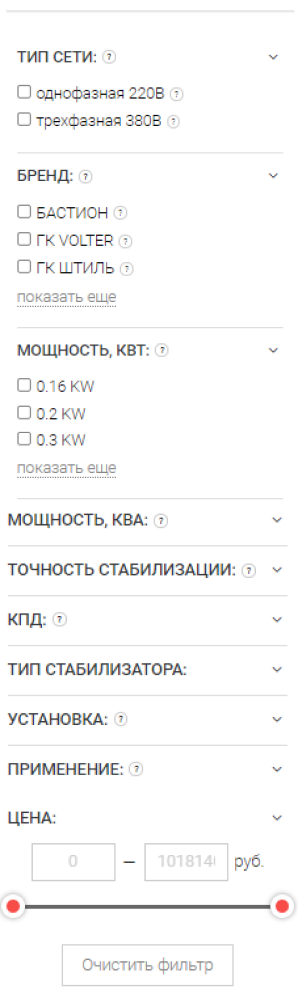 ТИП СЕТИ: ?
однофазная 220В ?
трехфазная 380В ?
БРЕНД: ?
БАСТИОН ?
ГК VOLTER ?
ГК ШТИЛЬ ?
показать еще
МОЩНОСТЬ, КВТ: ?
0.16 KW
0.2 KW
0.3 KW
показать еще
МОЩНОСТЬ, КВА: ?
ТОЧНОСТЬ СТАБИЛИЗАЦИИ: ?
КПД: ?
ТИП СТАБИЛИЗАТОРА:
УСТАНОВКА: ?
ПРИМЕНЕНИЕ: ?
ЦЕНА:
0 — руб.
Очистить фильтр